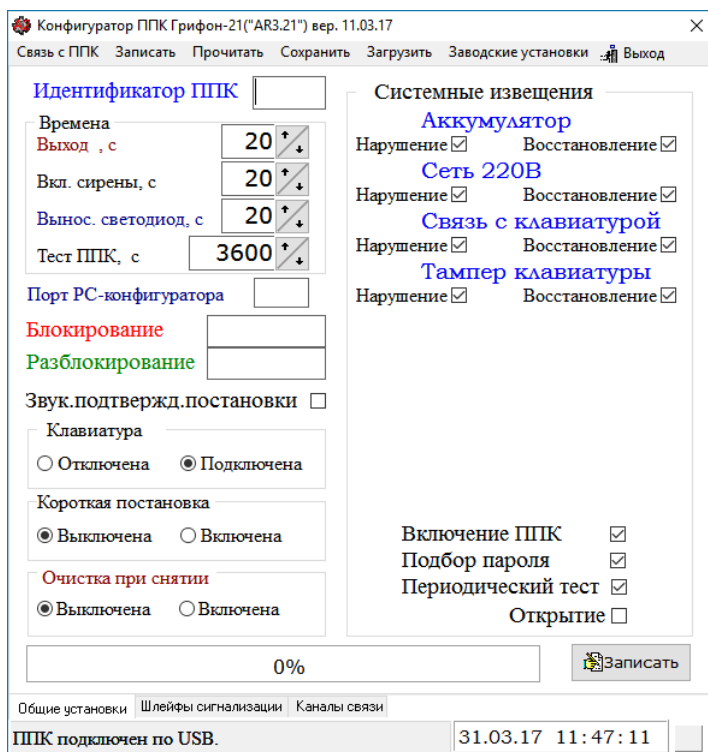 Конфигуратор ППК Грифон-21("AR3.21") вер. 11.03.17
Связь с ППК Записать Прочитать Сохранить Загрузить Заводские установки Выход
Идентификатор ППК
Времена
Выход , с 20
Вкл. сирены, с 20
Вынос. светодиод, с 20
Тест ППК, с 3600
Порт РС-конфигуратора
Блокирование
Разблокирование
Звук.подтвержд.постановки
Клавиатура
Отключена Подключена
Короткая постановка
Выключена Включена
Очистка при снятии
Выключена Включена
Системные извещения
Аккумулятор
Нарушение Восстановление
Сеть 220В
Нарушение Восстановление
Связь с клавиатурой
Нарушение Восстановление
Тампер клавиатуры
Нарушение Восстановление
Включение ППК
Подбор пароля
Периодический тест
Открытие
0%
Записать
Общие установки Шлейфы сигнализации Каналы связи
ППК подключен по USB.
31.03.17 11:47:11